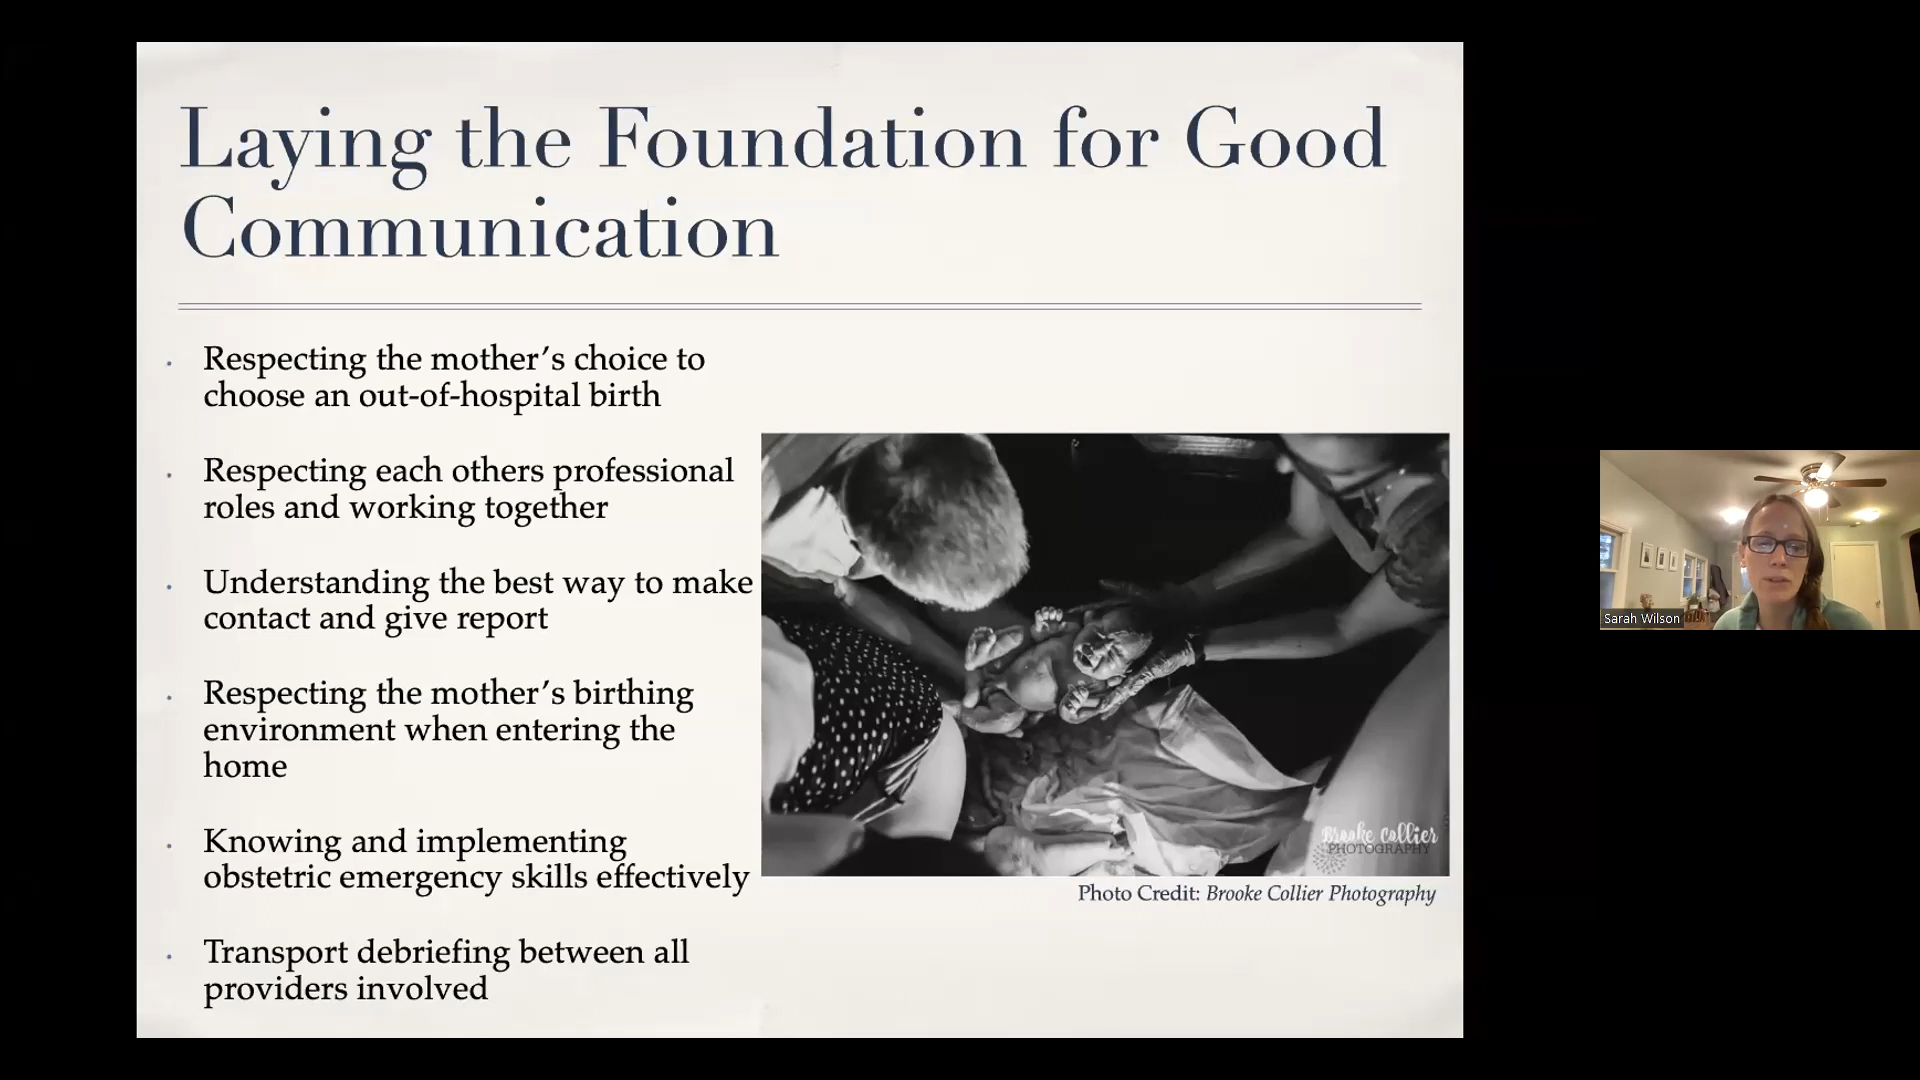 Laying the Foundation for Good
Communication
· Respecting the mother’s choice to
choose an out-of-hospital birth
· Respecting each others professional
roles and working together
· Understanding the best way to make
contact and give report
· Respecting the mother’s birthing
environment when entering the
home
· Knowing and implementing
obstetric emergency skills effectively
· Transport debriefing between all
providers involved
Brooke Collier
PHOTOGRAPHY
Photo Credit: Brooke Collier Photography
Sarah Wilson